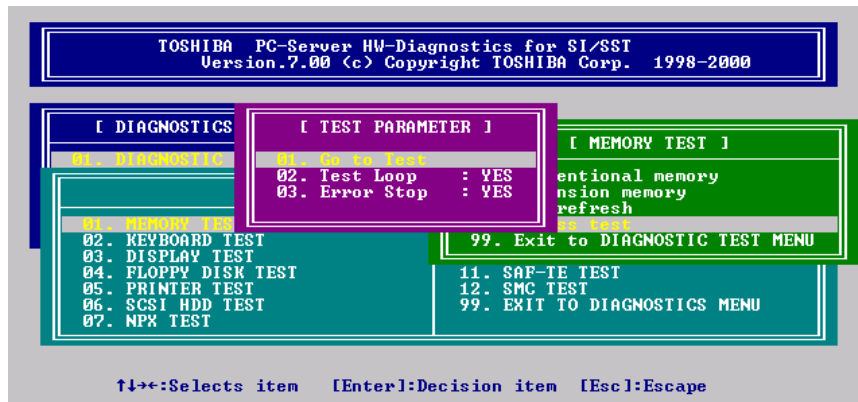 TOSHIBA PC-Server HW-Diagnostics for SI/SST
Version.7.00 (c) Copyright TOSHIBA Corp. 1998-2000
[ DIAGNOSTICS
01. DIAGNOSTIC
[ TEST PARAMETER ]
01. Go to Test
02. Test Loop : YES
03. Error Stop : YES
[ MEMORY TEST ]
entional memory
nsion memory
refresh
ss test
99. Exit to DIAGNOSTIC TEST MENU
01. MEMORY TES
02. KEYBOARD TEST
03. DISPLAY TEST
04. FLOPPY DISK TEST
05. PRINTER TEST
06. SCSI HDD TEST
07. NPX TEST
11. SAF-TE TEST
12. SMC TEST
99. EXIT TO DIAGNOSTICS MENU
↑↓→←:Selects item [Enter]:Decision item [Esc]:Escape